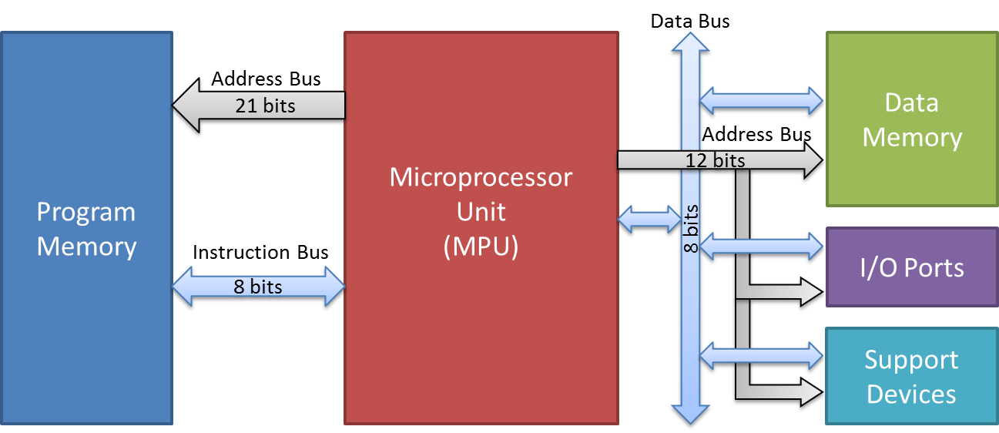 Data Bus
Address Bus
21 bits
Data
Memory
Address Bus
12 bits
Microprocessor
Unit
(MPU)
Program
Memory
8 bits
Instruction Bus
8 bits
I/O Ports
Support
Devices